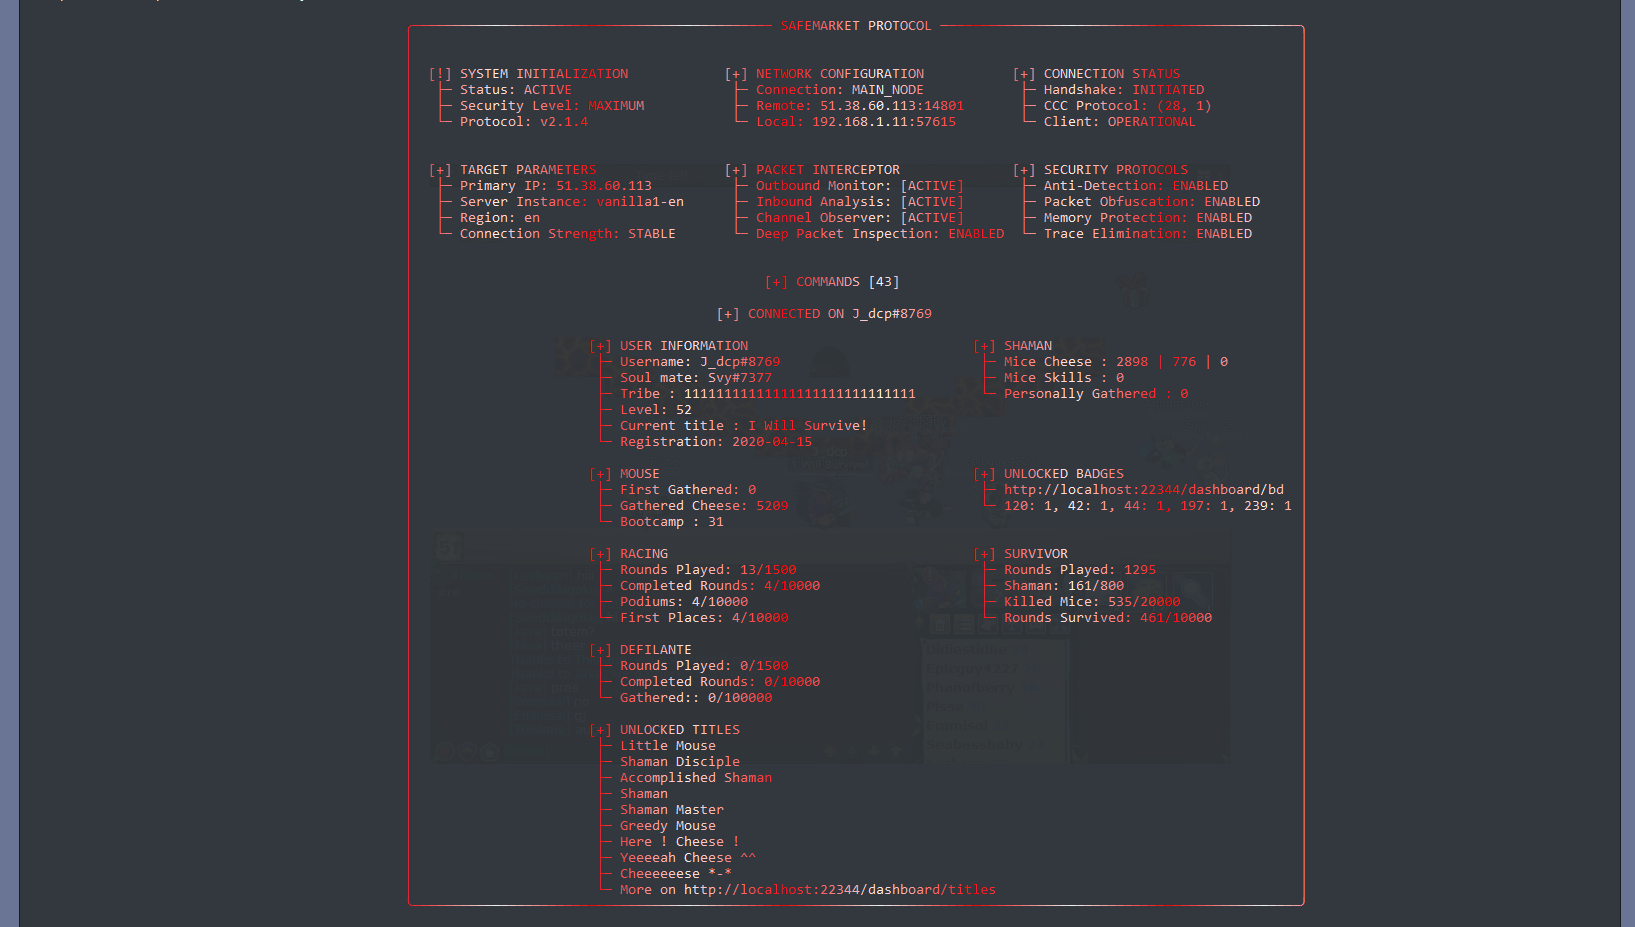 SAFEMARKET PROTOCOL
[!] SYSTEM INITIALIZATION
Status: ACTIVE
Security Level: MAXIMUM
Protocol: v2.1.4
[+] NETWORK CONFIGURATION
Connection: MAIN_NODE
Remote: 51.38.60.113:14801
Local: 192.168.1.11:57615
[+] CONNECTION STATUS
Handshake: INITIATED
CCC Protocol: (28, 1)
Client: OPERATIONAL
[+] TARGET PARAMETERS
Primary IP: 51.38.60.113
Server Instance: vanilla1-en
Region: en
Connection Strength: STABLE
[+] PACKET INTERCEPTOR
Outbound Monitor: [ACTIVE]
Inbound Analysis: [ACTIVE]
Channel Observer: [ACTIVE]
Deep Packet Inspection: ENABLED
[+] SECURITY PROTOCOLS
Anti-Detection: ENABLED
Packet Obfuscation: ENABLED
Memory Protection: ENABLED
Trace Elimination: ENABLED
[+] COMMANDS [43]
[+] CONNECTED ON J_dcp#8769
[+] USER INFORMATION
Username: J_dcp#8769
Soul mate: Svy#7377
Tribe : 11111111111111111111111111111
Level: 52
Current title : I Will Survive!
Registration: 2020-04-15
[+] SHAMAN
Mice Cheese : 2898 | 776 | 0
Mice Skills : 0
Personally Gathered : 0
[+] MOUSE
First Gathered: 0
Gathered Cheese: 5209
Bootcamp : 31
[+] UNLOCKED BADGES
http://localhost:22344/dashboard/bd
120: 1, 42: 1, 44: 1, 197: 1, 239: 1
[+] RACING
Rounds Played: 13/1500
Completed Rounds: 4/10000
Podiums: 4/10000
First Places: 4/10000
[+] SURVIVOR
Rounds Played: 1295
Shaman: 161/800
Killed Mice: 535/20000
Rounds Survived: 461/10000
[+] DEFILANTE
Rounds Played: 0/1500
Completed Rounds: 0/10000
Gathered:: 0/100000
[+] UNLOCKED TITLES
Little Mouse
Shaman Disciple
Accomplished Shaman
Shaman
Shaman Master
Greedy Mouse
Here ! Cheese !
Yeeeeah Cheese ^^
Cheeeeeese *-*
More on http://localhost:22344/dashboard/titles